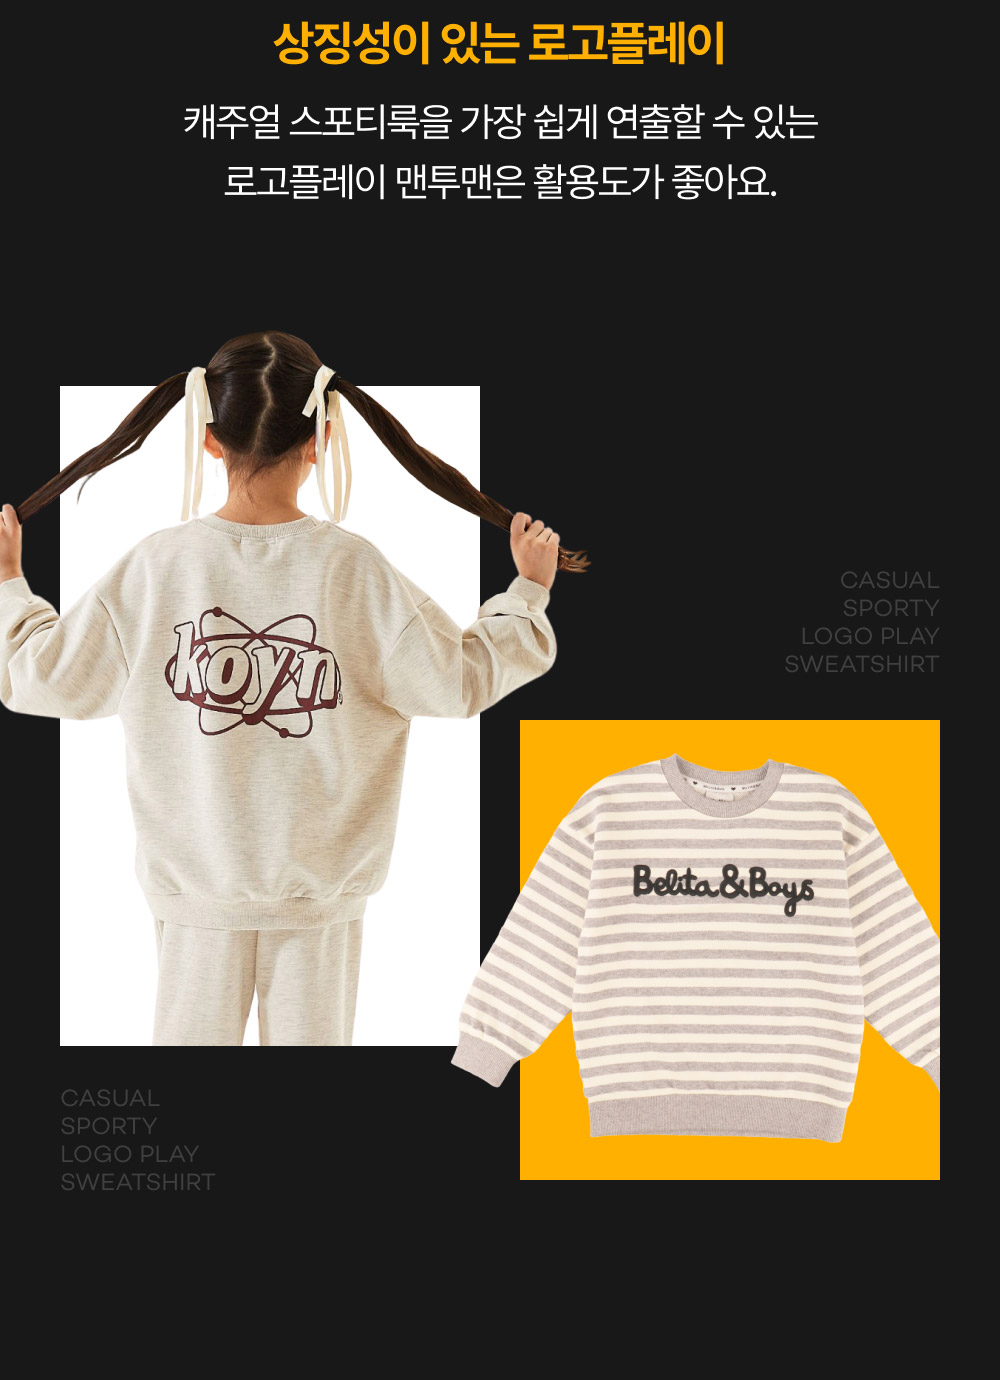 상징성이 있는 로고플레이
캐주얼 스포티룩을 가장 쉽게 연출할 수 있는
로고플레이 맨투맨은 활용도가 좋아요.
koyn
CASUAL
SPORTY
LOGO PLAY
SWEATSHIRT
Belita&Boys
CASUAL
SPORTY
LOGO PLAY
SWEATSHIRT